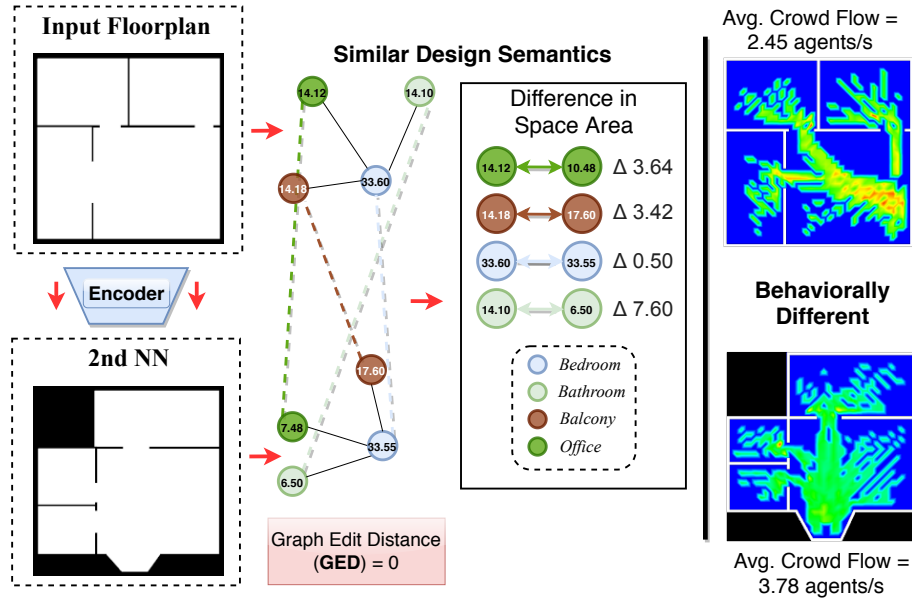 Input Floorplan
Encoder
2nd NN
Similar Design Semantics
14.12
14.10
14.18
33.60
17.60
7.48
33.55
6.50
Graph Edit Distance
(GED) = 0
Difference in
Space Area
14.12 10.48 Δ 3.64
14.18 17.60 Δ 3.42
33.60 33.55 Δ 0.50
14.10 6.50 Δ 7.60
Bedroom
Bathroom
Balcony
Office
Avg. Crowd Flow =
2.45 agents/s
Behaviorally
Different
Avg. Crowd Flow =
3.78 agents/s